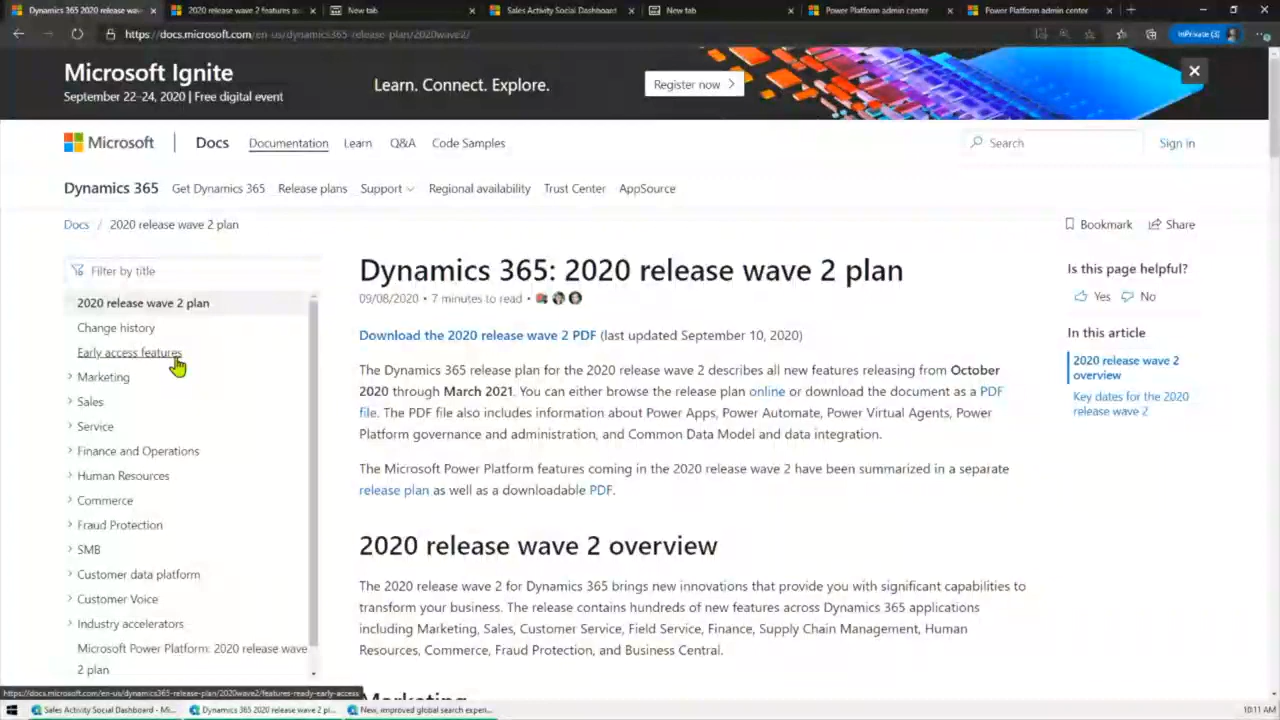 Dynamics 365 2020 release wav
2020 release wave 2 features a
New tab
Sales Activity Social Dashboard
New tab
Power Platform admin center
Power Platform admin center
https://docs.microsoft.com/en-us/dynamics365-release-plan/2020wave2/
InPrivate (3)
Microsoft Ignite
September 22–24, 2020 | Free digital event
Learn. Connect. Explore.
Register now
Microsoft
Docs
Documentation
Learn
Q&A
Code Samples
Search
Sign in
Dynamics 365
Get Dynamics 365
Release plans
Support
Regional availability
Trust Center
AppSource
Docs / 2020 release wave 2 plan
Bookmark
Share
Filter by title
2020 release wave 2 plan
Change history
Early access features
Marketing
Sales
Service
Finance and Operations
Human Resources
Commerce
Fraud Protection
SMB
Customer data platform
Customer Voice
Industry accelerators
Microsoft Power Platform: 2020 release wave
2 plan
Dynamics 365: 2020 release wave 2 plan
09/08/2020 • 7 minutes to read •
Download the 2020 release wave 2 PDF (last updated September 10, 2020)
The Dynamics 365 release plan for the 2020 release wave 2 describes all new features releasing from October
2020 through March 2021. You can either browse the release plan online or download the document as a PDF
file. The PDF file also includes information about Power Apps, Power Automate, Power Virtual Agents, Power
Platform governance and administration, and Common Data Model and data integration.
The Microsoft Power Platform features coming in the 2020 release wave 2 have been summarized in a separate
release plan as well as a downloadable PDF.
2020 release wave 2 overview
The 2020 release wave 2 for Dynamics 365 brings new innovations that provide you with significant capabilities to
transform your business. The release contains hundreds of new features across Dynamics 365 applications
including Marketing, Sales, Customer Service, Field Service, Finance, Supply Chain Management, Human
Resources, Commerce, Fraud Protection, and Business Central.
Marketing
Is this page helpful?
Yes
No
In this article
2020 release wave 2
overview
Key dates for the 2020
release wave 2
https://docs.microsoft.com/en-us/dynamics365-release-plan/2020wave2/features-ready-early-access
Sales Activity Social Dashboard - Mi...
Dynamics 365 2020 release wave 2 pl...
New, improved global search experi...
10:11 AM